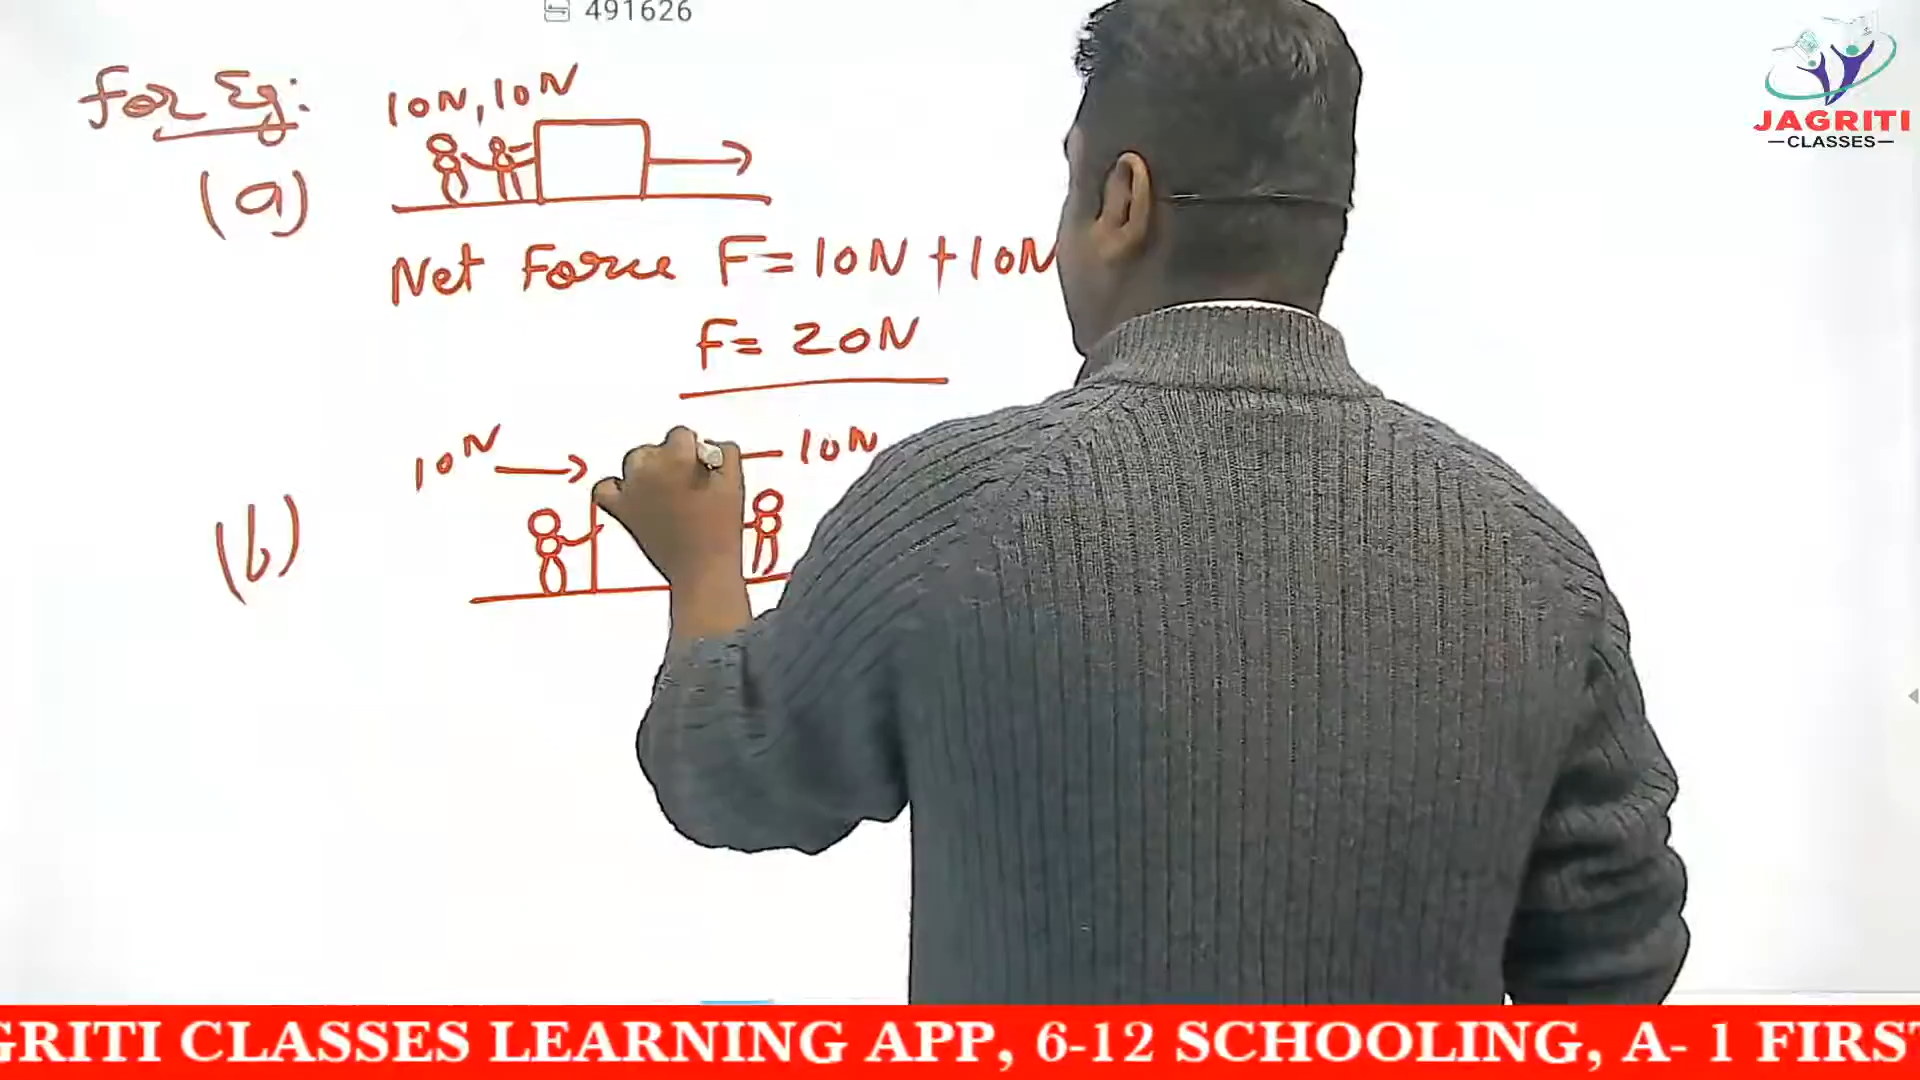 491626
For Eg:
10N, 10N
(a)
Net Force F = 10N + 10N
F = 20N
10N
10N
(b)
JAGRITI
CLASSES
GRITI CLASSES LEARNING APP, 6-12 SCHOOLING, A- 1 FIRST